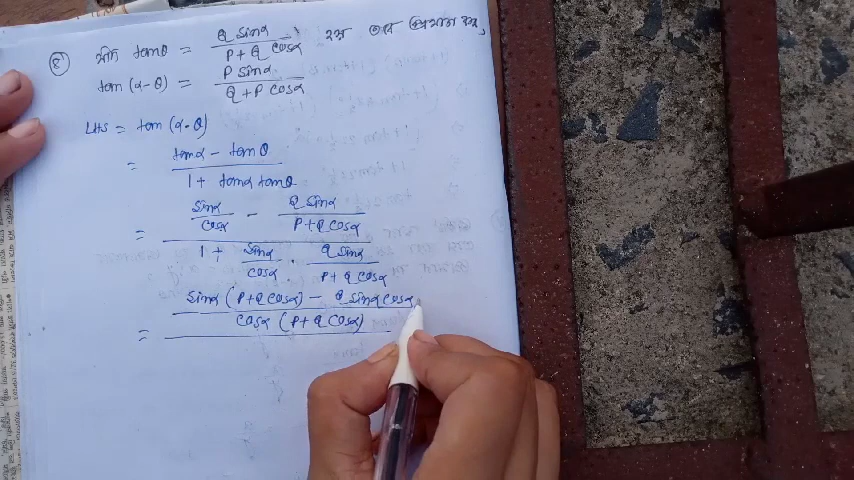 8 যদি tanθ = Q sinα / P + Q cosα হয় তবে প্রমাণ কর,
tan (α-θ) = P sinα / Q + P cosα
LHS = tan (α-θ)
= tanα - tanθ / 1 + tanα tanθ
= sinα / cosα - Q sinα / P+Q cosα / 1 + sinα / cosα . Q sinα / P+Q cosα
= sinα (P+Q cosα) - Q sinα cosα / cosα (P+Q cosα)